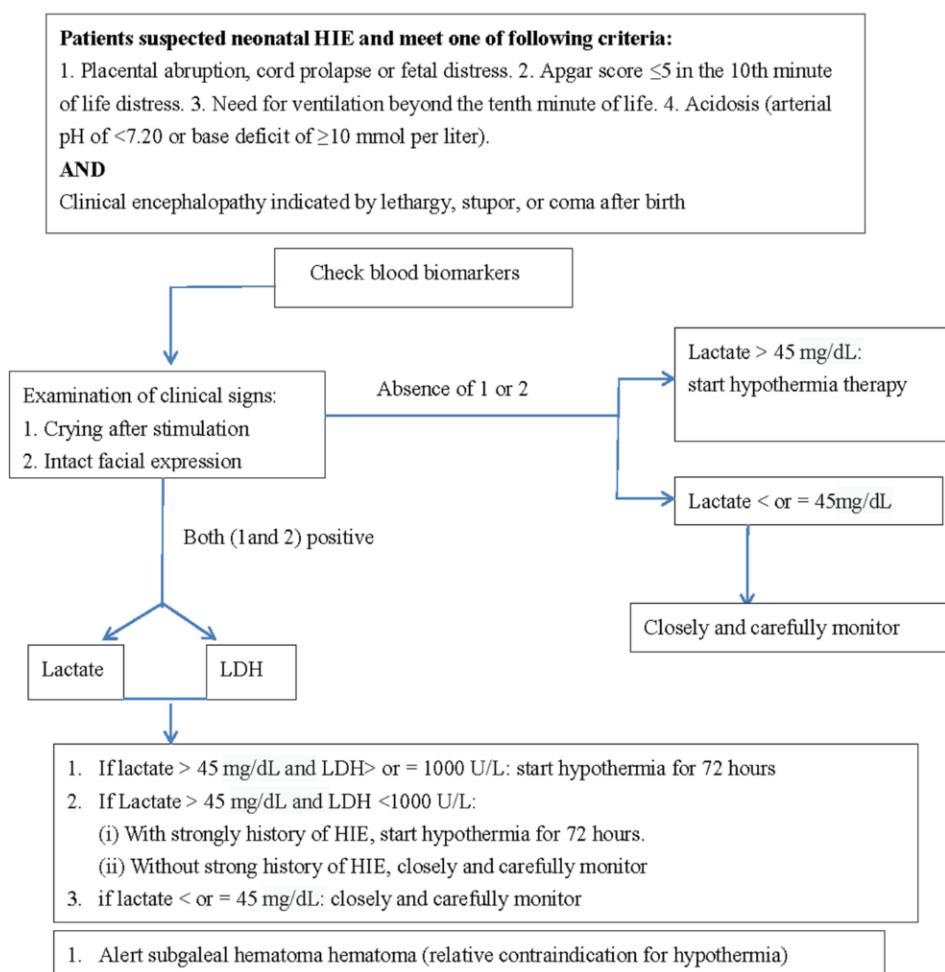 Patients suspected neonatal HIE and meet one of following criteria:
1. Placental abruption, cord prolapse or fetal distress. 2. Apgar score ≤5 in the 10th minute
of life distress. 3. Need for ventilation beyond the tenth minute of life. 4. Acidosis (arterial
pH of <7.20 or base deficit of ≥10 mmol per liter).
AND
Clinical encephalopathy indicated by lethargy, stupor, or coma after birth
Check blood biomarkers
Examination of clinical signs:
1. Crying after stimulation
2. Intact facial expression
Absence of 1 or 2
Lactate > 45 mg/dL:
start hypothermia therapy
Lactate < or = 45mg/dL
Closely and carefully monitor
Both (1and 2) positive
Lactate
LDH
1. If lactate > 45 mg/dL and LDH> or = 1000 U/L: start hypothermia for 72 hours
2. If Lactate > 45 mg/dL and LDH <1000 U/L:
(i) With strongly history of HIE, start hypothermia for 72 hours.
(ii) Without strong history of HIE, closely and carefully monitor
3. if lactate < or = 45 mg/dL: closely and carefully monitor
1. Alert subgaleal hematoma hematoma (relative contraindication for hypothermia)